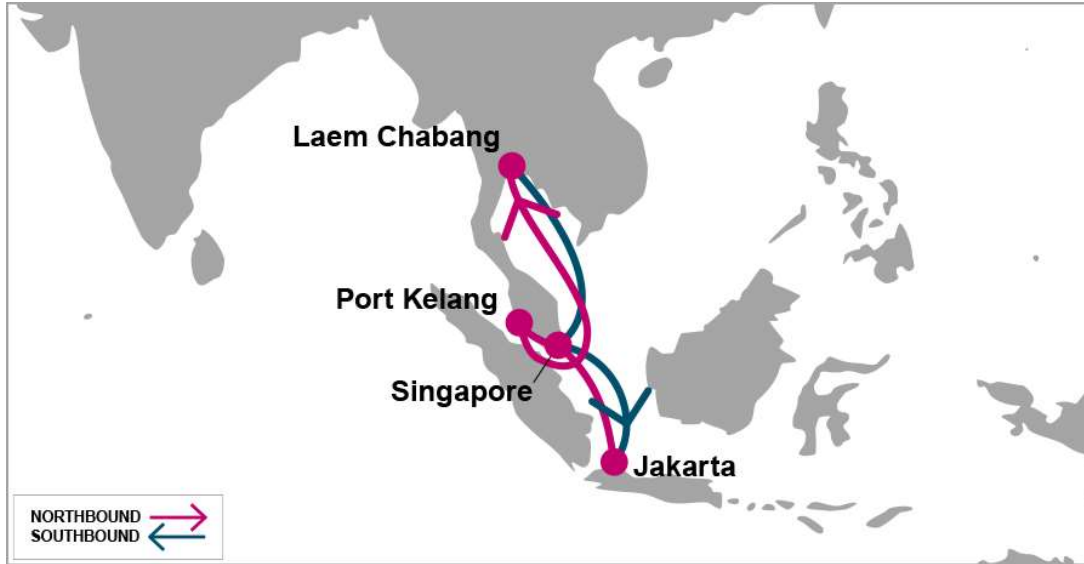 Laem Chabang
Port Kelang
Singapore
Jakarta
NORTHBOUND
SOUTHBOUND